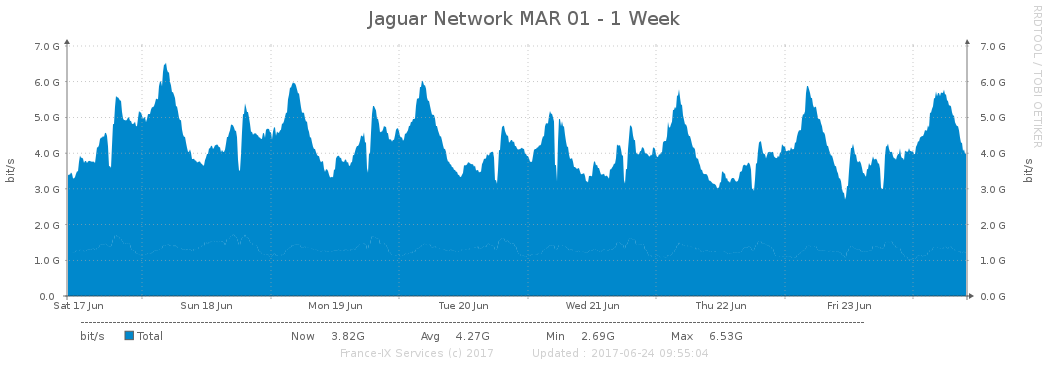 Jaguar Network MAR 01 - 1 Week
RRDTOOL / TOBI OETIKER
bit/s
7.0 G 7.0 G
6.0 G 6.0 G
5.0 G 5.0 G
4.0 G 4.0 G
3.0 G 3.0 G
2.0 G 2.0 G
1.0 G 1.0 G
0.0 0.0 G
bit/s
Sat 17 Jun Sun 18 Jun Mon 19 Jun Tue 20 Jun Wed 21 Jun Thu 22 Jun Fri 23 Jun
bit/s Total Now 3.82G Avg 4.27G Min 2.69G Max 6.53G
France-IX Services (c) 2017 Updated : 2017-06-24 09:55:04